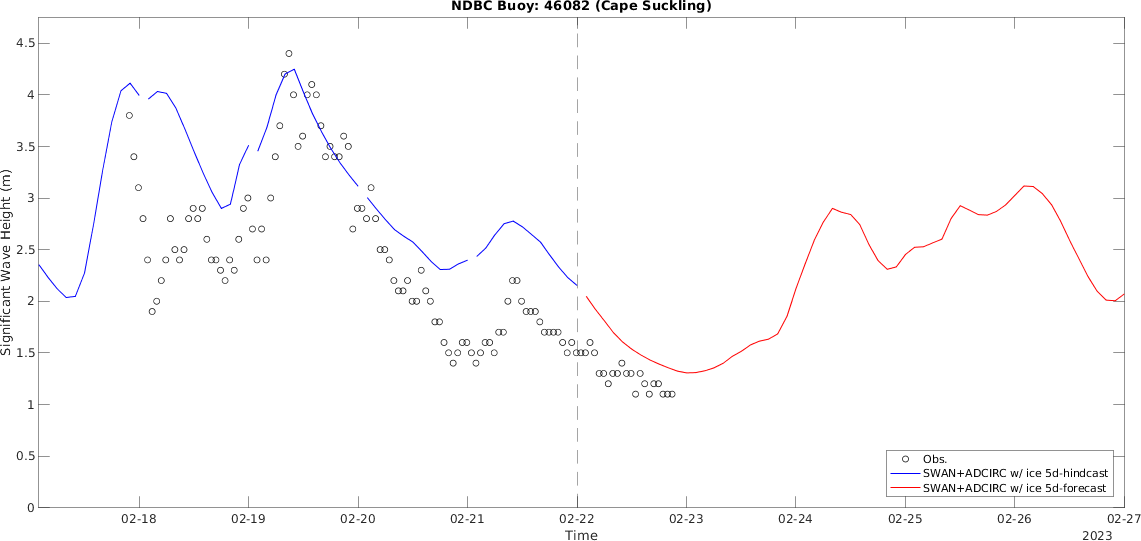 NDBC Buoy: 46082 (Cape Suckling)
Significant Wave Height (m)
4.5
4
3.5
3
2.5
2
1.5
1
0.5
0
02-18 02-19 02-20 02-21 02-22 02-23 02-24 02-25 02-26 02-27
Time
2023
Obs.
SWAN+ADCIRC w/ ice 5d-hindcast
SWAN+ADCIRC w/ ice 5d-forecast